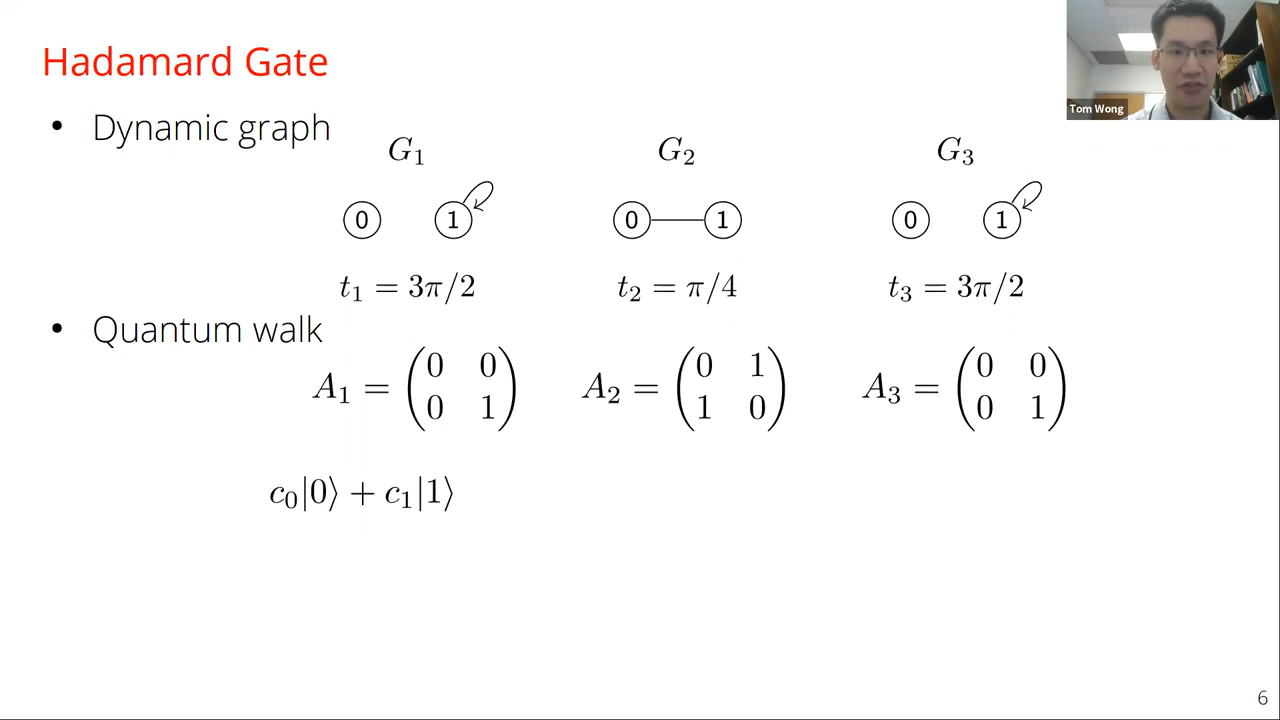 Hadamard Gate
Tom Wong
• Dynamic graph
G₁ G₂ G₃
0 1 0 1 0 1
t₁ = 3π/2 t₂ = π/4 t₃ = 3π/2
• Quantum walk
A₁ = (0 0 A₂ = (0 1 A₃ = (0 0
0 1) 1 0) 0 1)
c₀|0⟩ + c₁|1⟩
6